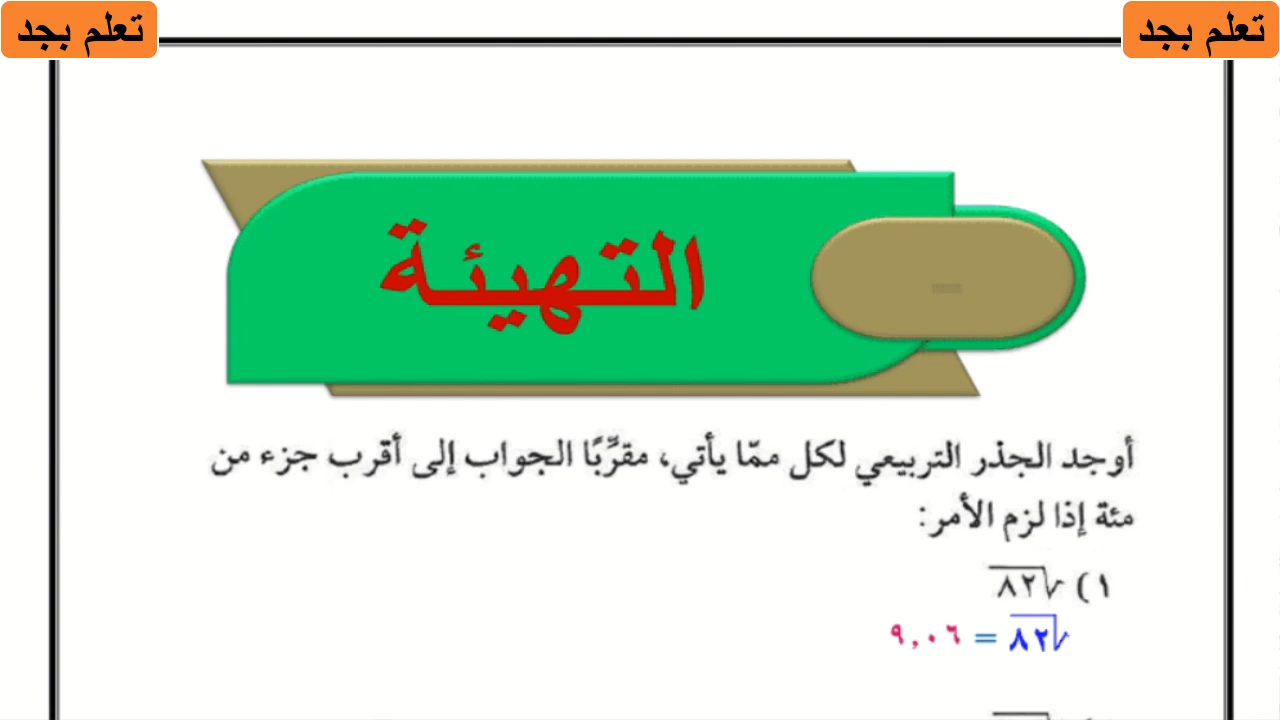 تعلم بجد
تعلم بجد
التهيئة
أوجد الجذر التربيعي لكل ممّا يأتي، مقرِّبًا الجواب إلى أقرب جزء من
مئة إذا لزم الأمر:
١) √٨٢
√٨٢ = ٩,٠٦